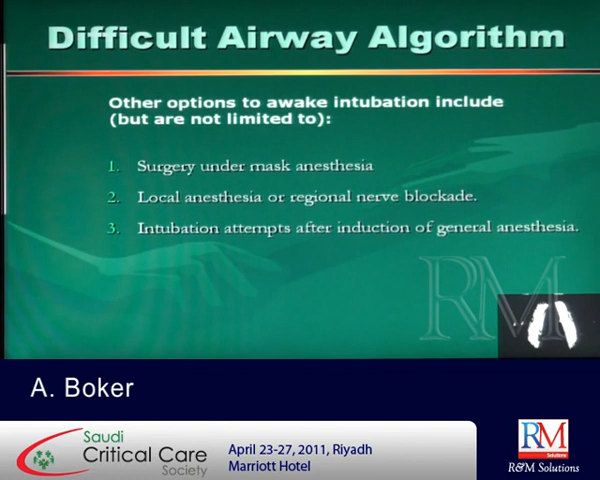 Difficult Airway Algorithm
Other options to awake intubation include
(but are not limited to):
1. Surgery under mask anesthesia
2. Local anesthesia or regional nerve blockade.
3. Intubation attempts after induction of general anesthesia.
RM
A. Boker
Saudi
Critical Care
Society
April 23-27, 2011, Riyadh
Marriott Hotel
RM
Solutions
R&M Solutions